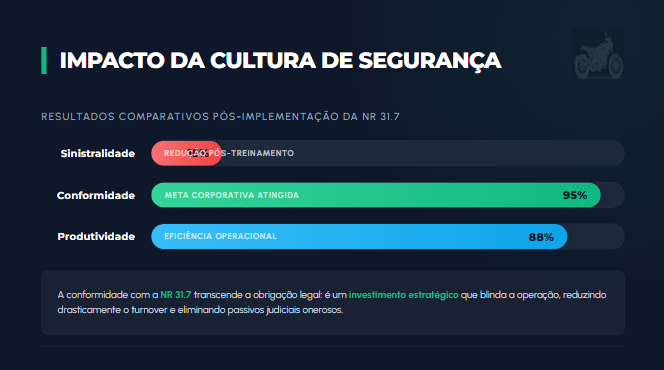 IMPACTO DA CULTURA DE SEGURANÇA
RESULTADOS COMPARATIVOS PÓS-IMPLEMENTAÇÃO DA NR 31.7
Sinistralidade
REDUÇÃO PÓS-TREINAMENTO
Conformidade
META CORPORATIVA ATINGIDA
95%
Produtividade
EFICIÊNCIA OPERACIONAL
88%
A conformidade com a NR 31.7 transcende a obrigação legal: é um investimento estratégico que blinda a operação, reduzindo
drasticamente o turnover e eliminando passivos judiciais onerosos.